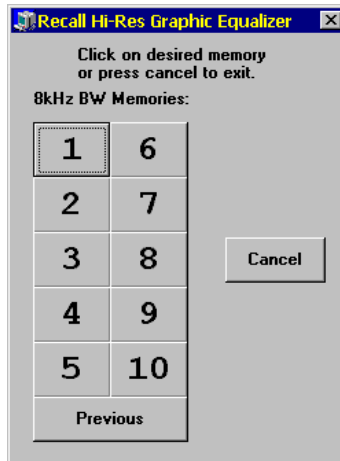 Recall Hi-Res Graphic Equalizer
Click on desired memory
or press cancel to exit.
8kHz BW Memories:
1 6
2 7
3 8
Cancel
4 9
5 10
Previous